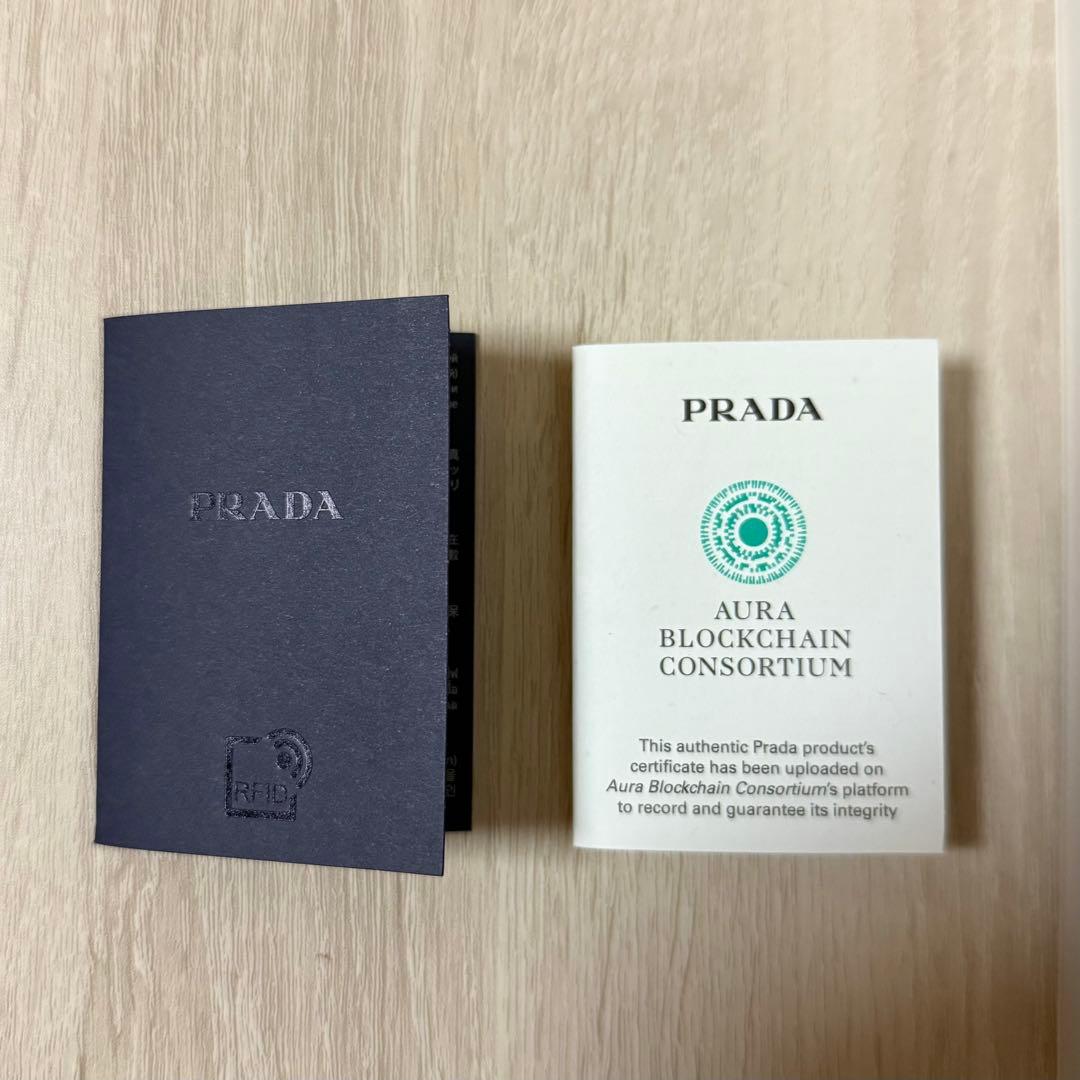 PRADA
RFID
PRADA
AURA
BLOCKCHAIN
CONSORTIUM
This authentic Prada product's
certificate has been uploaded on
Aura Blockchain Consortium's platform
to record and guarantee its integrity